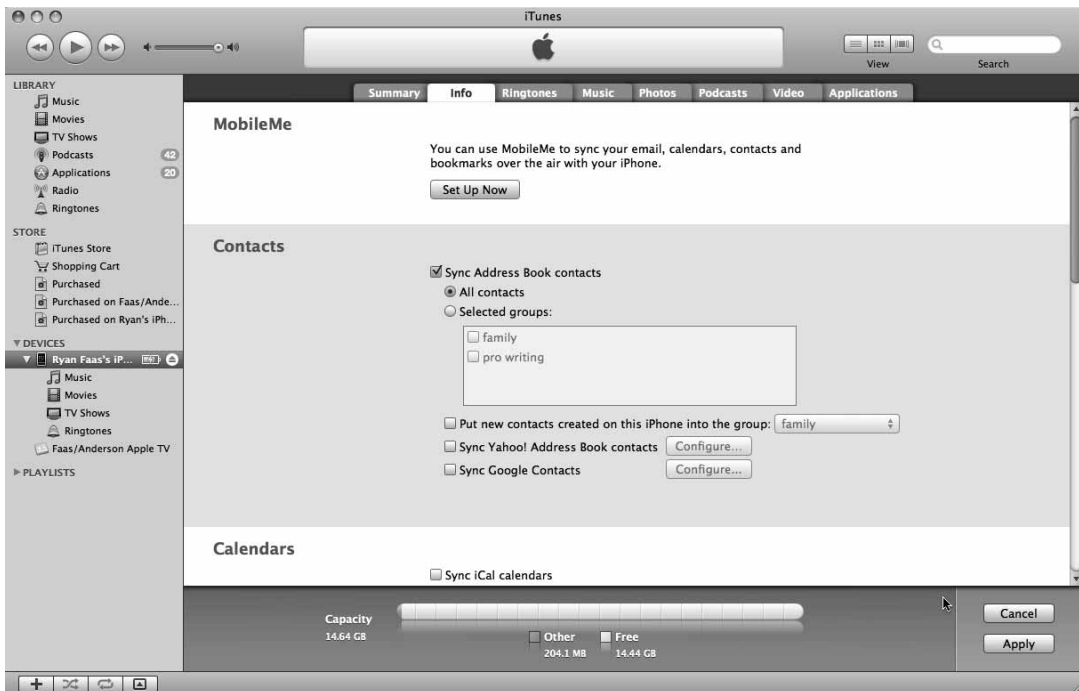 iTunes
View
Search
LIBRARY
Music
Movies
TV Shows
Podcasts 42
Applications 20
Radio
Ringtones
STORE
iTunes Store
Shopping Cart
Purchased
Purchased on Faas/Ande...
Purchased on Ryan's iPh...
DEVICES
Ryan Faas's iP...
Music
Movies
TV Shows
Ringtones
Faas/Anderson Apple TV
PLAYLISTS
Summary Info Ringtones Music Photos Podcasts Video Applications
MobileMe
You can use MobileMe to sync your email, calendars, contacts and
bookmarks over the air with your iPhone.
Set Up Now
Contacts
Sync Address Book contacts
All contacts
Selected groups:
family
pro writing
Put new contacts created on this iPhone into the group: family
Sync Yahoo! Address Book contacts Configure...
Sync Google Contacts Configure...
Calendars
Sync iCal calendars
Capacity
14.64 GB
Other
204.1 MB
Free
14.44 GB
Cancel
Apply